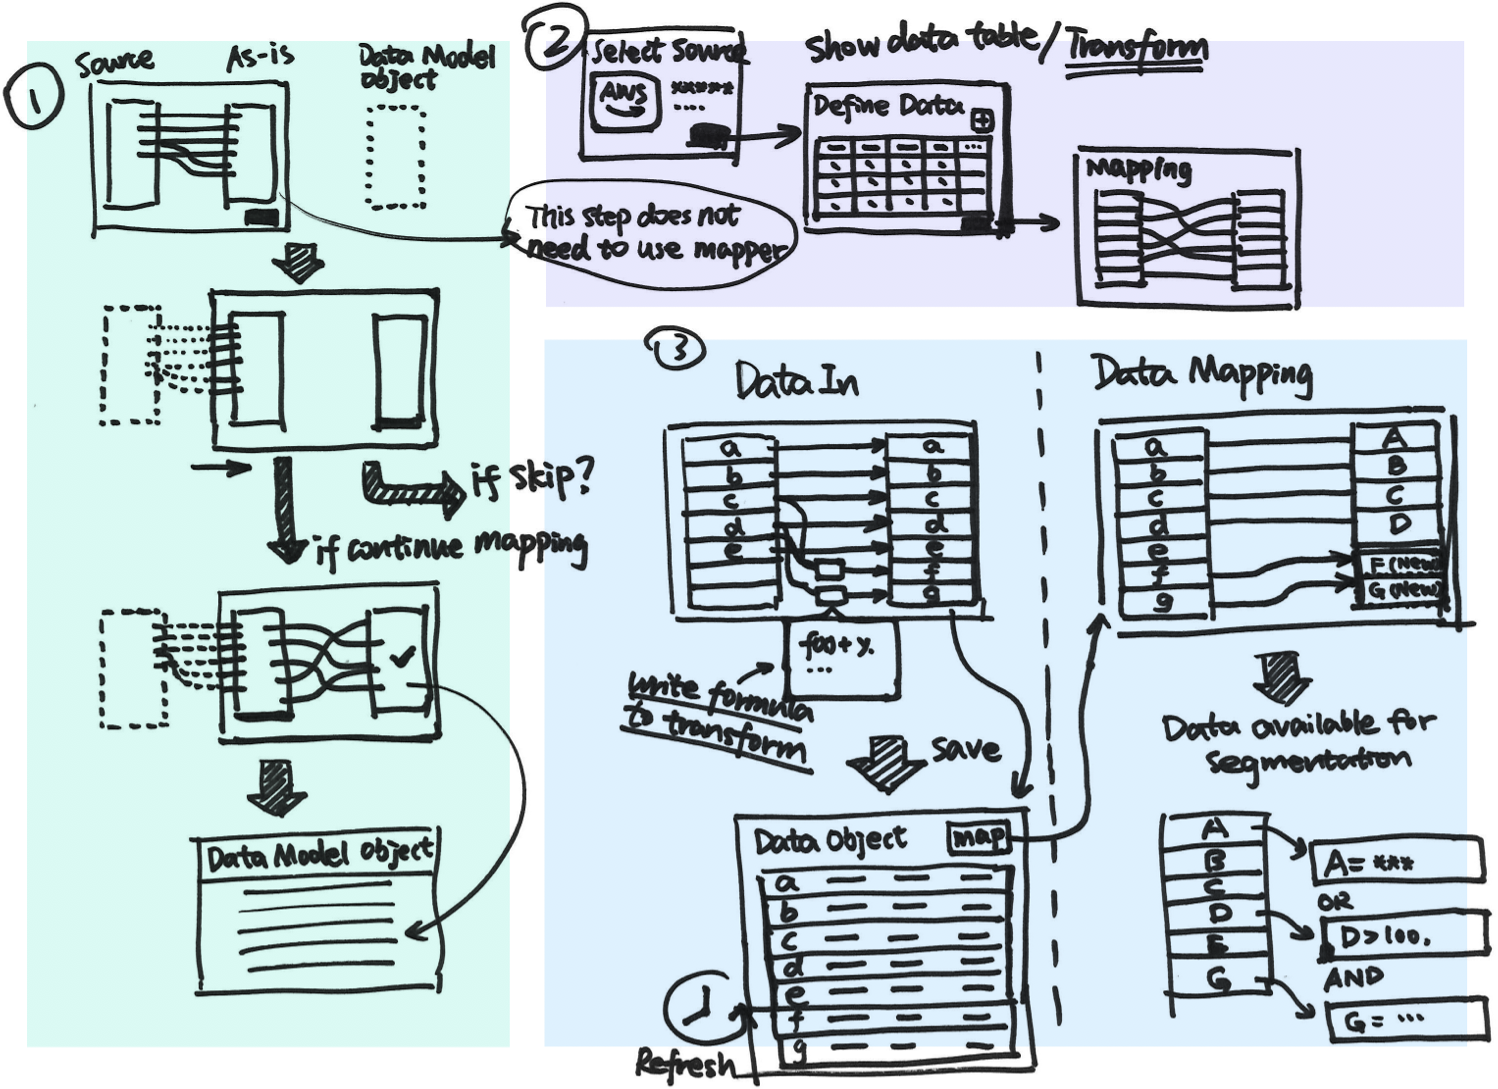 1
Source
As-is
Data Model
object
if skip?
if continue mapping
Data Model Object
2
Select Source
AWS
******
....
Show data table/Transform
Define Data
+
...
Mapping
This step does not
need to use mapper
3
Data In
a
b
c
d
e
a
b
c
d
e
f
g
foo+y.
...
write formula
to transform
save
Data Object
map
a
b
c
d
e
f
g
Refresh
Data Mapping
a
b
c
d
e
f
g
A
B
C
D
F(New)
G(New)
Data available for
segmentation
A
B
C
D
E
G
A= ***
OR
D>100.
AND
G= ...